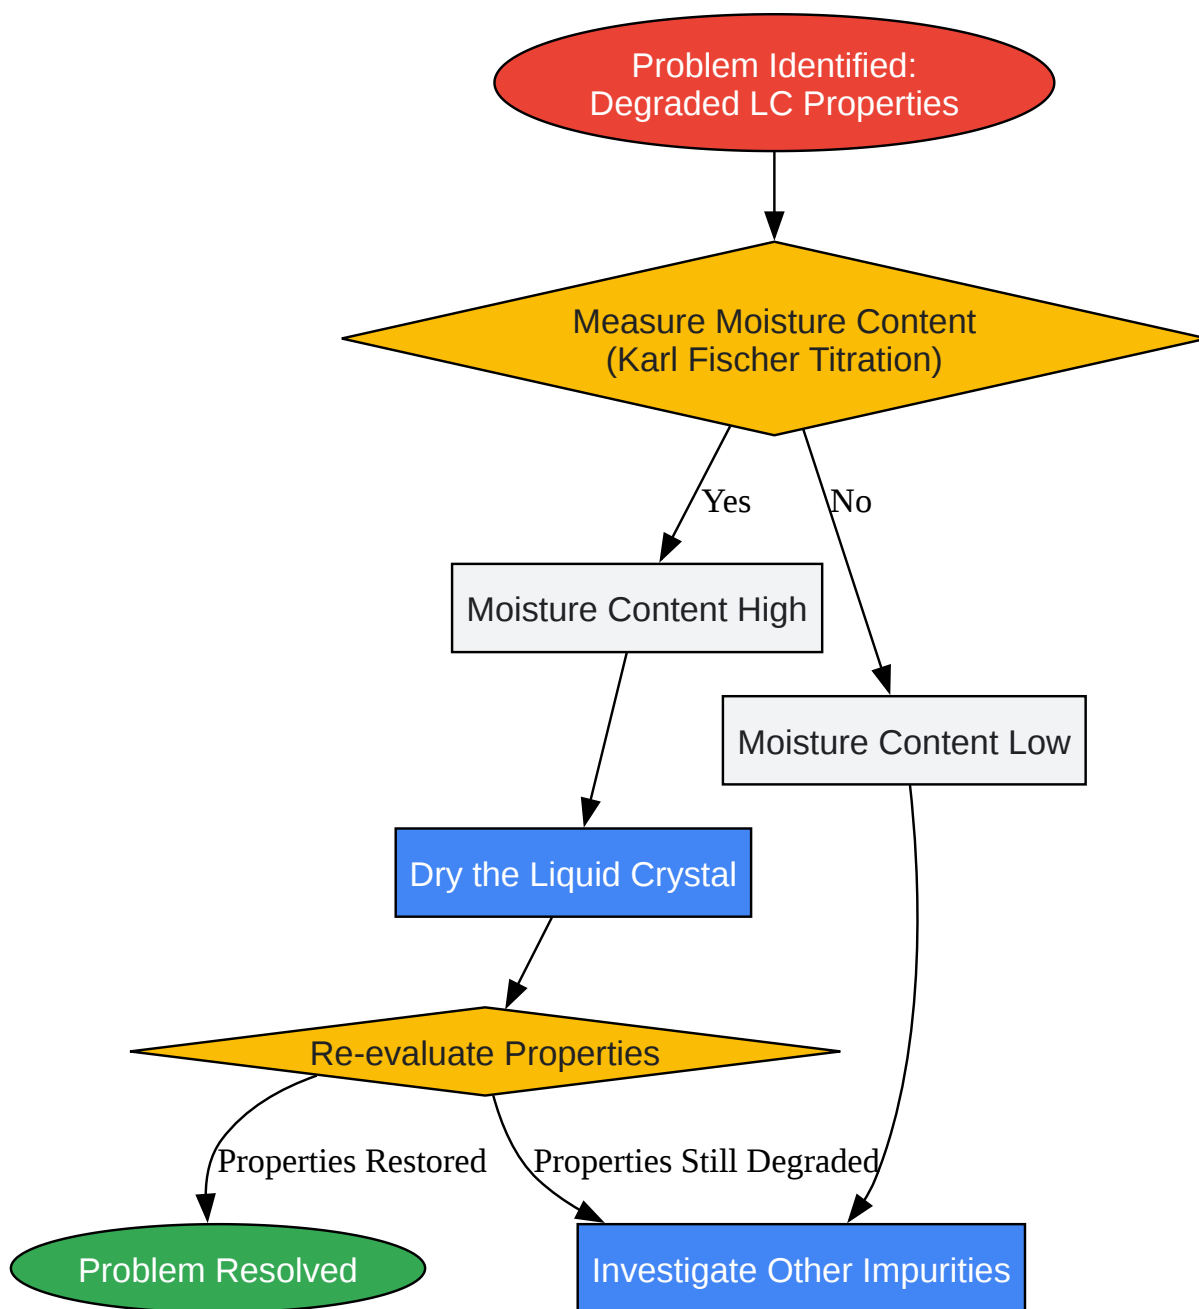 Problem Identified:
Degraded LC Properties
Measure Moisture Content
(Karl Fischer Titration)
Yes
No
Moisture Content High
Moisture Content Low
Dry the Liquid Crystal
Re-evaluate Properties
Properties Restored
Properties Still Degraded
Problem Resolved
Investigate Other Impurities